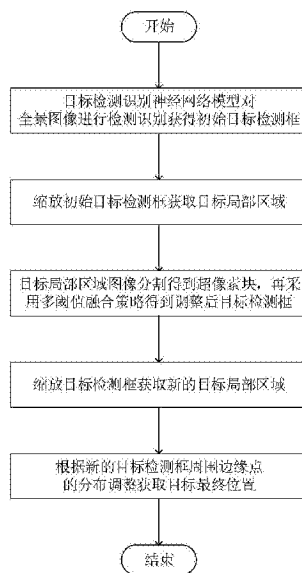 开始
目标检测识别神经网络模型对
全景图像进行检测识别获得初始目标检测框
缩放初始目标检测框获取目标局部区域
目标局部区域图像分割得到超像素块，再采
用多阈值融合策略得到调整后目标检测框
缩放目标检测框获取新的目标局部区域
根据新的目标检测框周围边缘点
的分布调整获取目标最终位置
结束